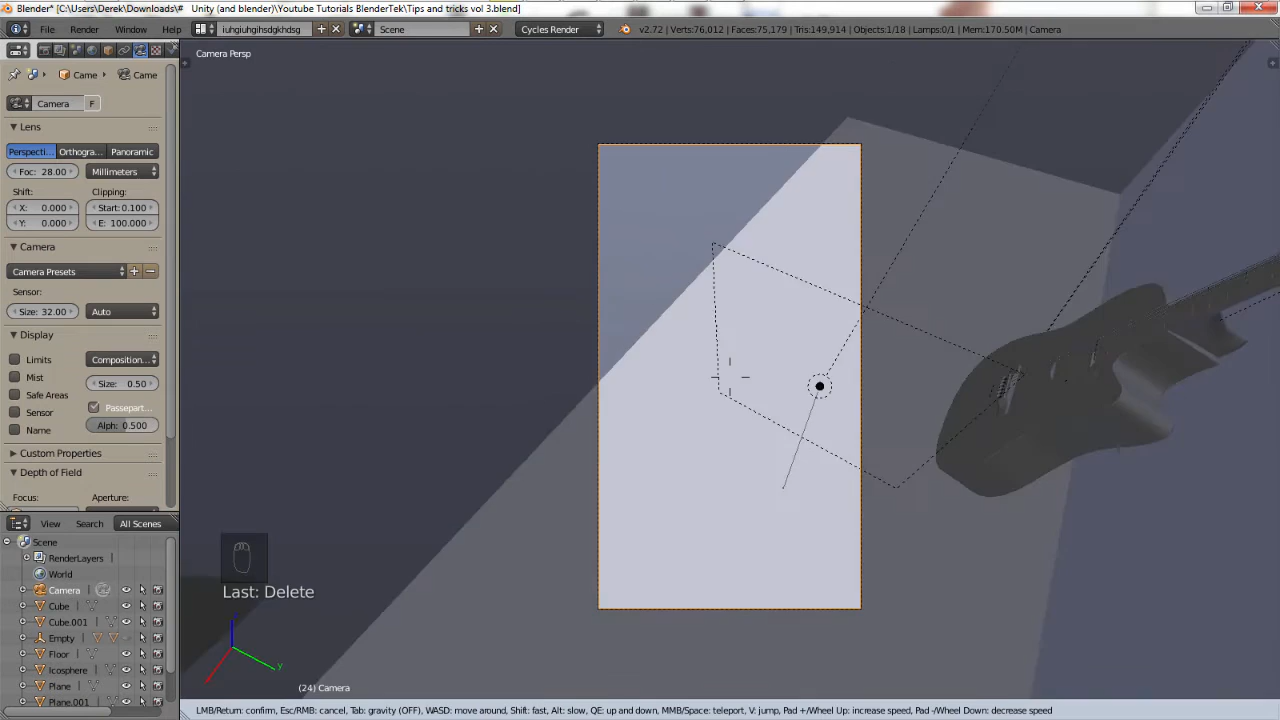 Blender* [C:\Users\Derek\Downloads\# Unity (and blender)\Youtube Tutorials BlenderTek\Tips and tricks vol 3.blend]
File Render Window Help iuhgiuhgihsdgkhdsg Scene Cycles Render v2.72 | Verts:76,012 | Faces:75,179 | Tris:149,914 | Objects:1/18 | Lamps:0/1 | Mem:170.50M | Camera
Camera Persp
Came Came
Camera F
Lens
Perspecti... Orthogra... Panoramic
Foc: 28.00 Millimeters
Shift: Clipping:
X: 0.000 Start:0.100
Y: 0.000 E: 100.000
Camera
Camera Presets
Sensor:
Size: 32.00 Auto
Display
Limits Composition...
Mist Size: 0.50
Safe Areas
Sensor Passepart...
Name Alph: 0.500
Custom Properties
Depth of Field
Focus: Aperture:
View Search All Scenes
Scene
RenderLayers
World
Camera
Cube
Cube.001
Empty
Floor
Icosphere
Plane
Plane.001
Last: Delete
y
(24) Camera
LMB/Return: confirm, Esc/RMB: cancel, Tab: gravity (OFF), WASD: move around, Shift: fast, Alt: slow, QE: up and down, MMB/Space: teleport, V: jump, Pad +/Wheel Up: increase speed, Pad -/Wheel Down: decrease speed